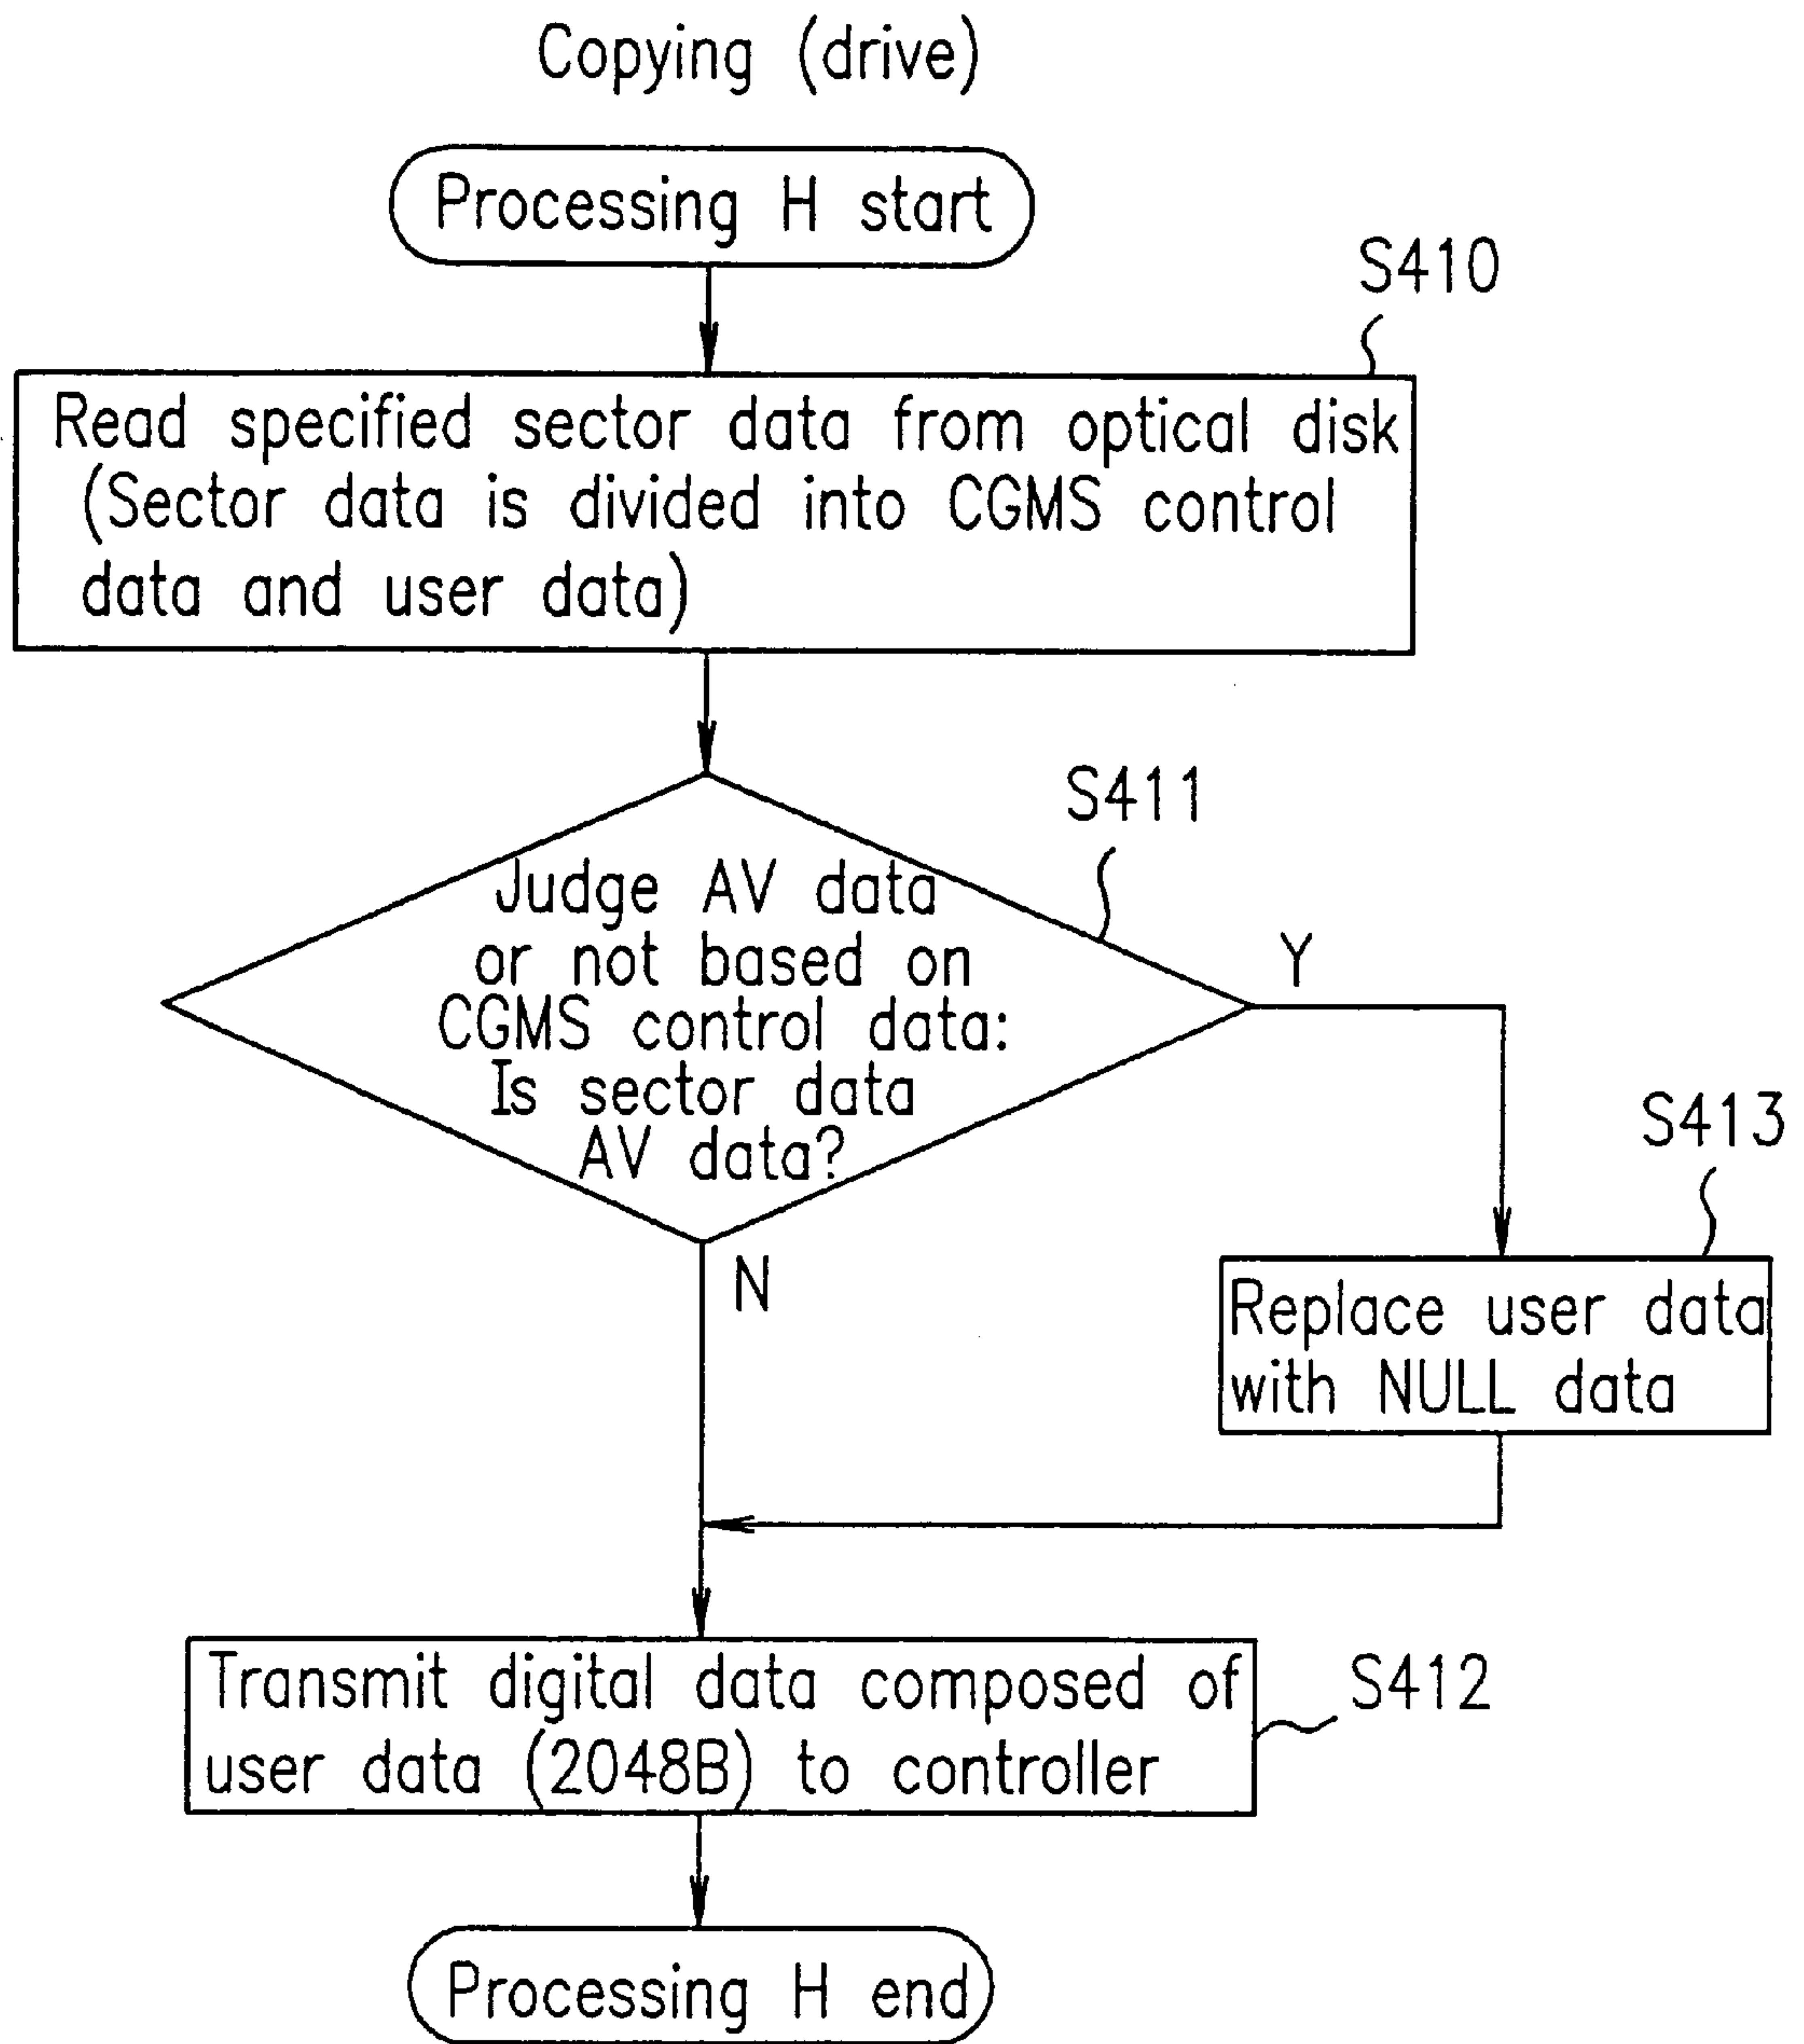 Copying (drive)
Processing H start
S410
Read specified sector data from optical disk
(Sector data is divided into CGMS control
data and user data)
S411
Judge AV data
or not based on
CGMS control data:
Is sector data
AV data?
Y
N
S413
Replace user data
with NULL data
Transmit digital data composed of
user data (2048B) to controller
S412
Processing H end